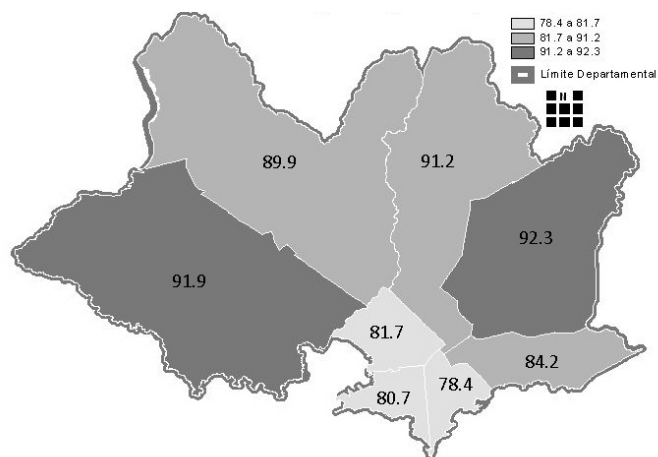 78.4 a 81.7
81.7 a 91.2
91.2 a 92.3
Límite Departamental
N
89.9
91.2
92.3
91.9
81.7
84.2
78.4
80.7